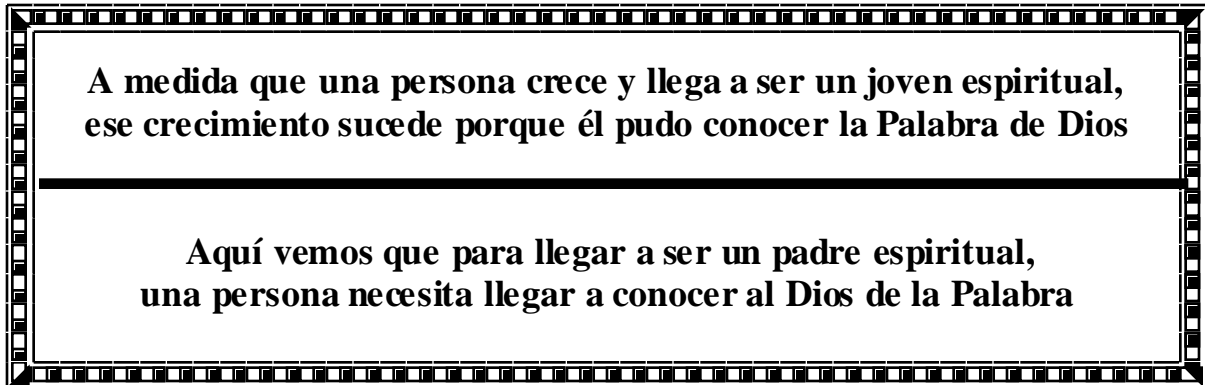 A medida que una persona crece y llega a ser un joven espiritual,
ese crecimiento sucede porque él pudo conocer la Palabra de Dios
Aquí vemos que para llegar a ser un padre espiritual,
una persona necesita llegar a conocer al Dios de la Palabra